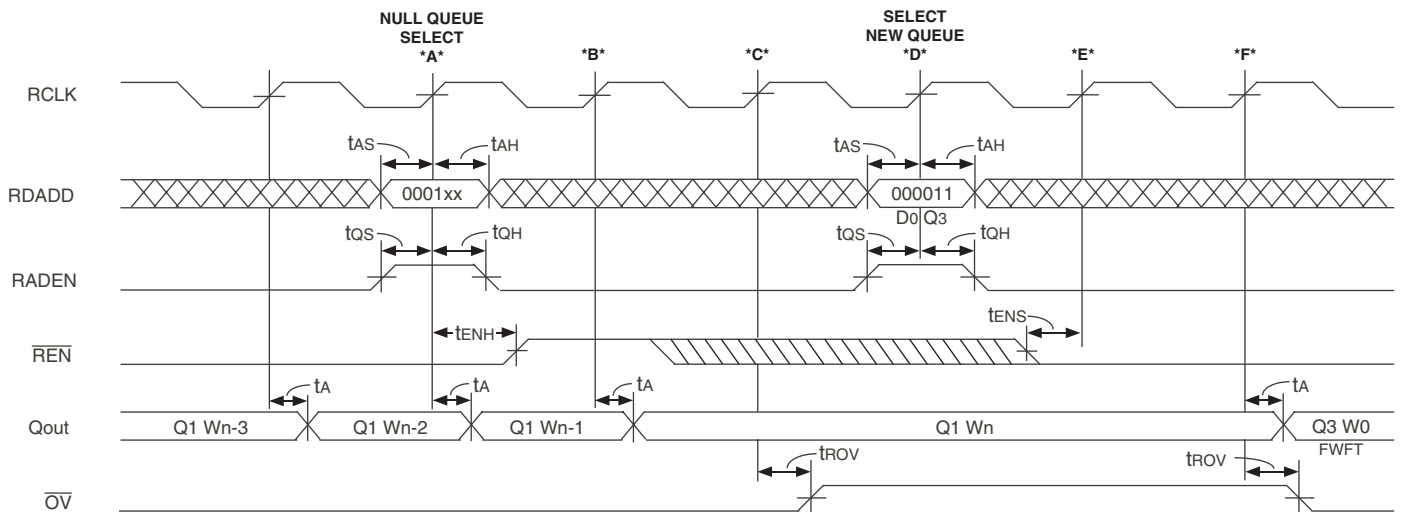 NULL QUEUE
SELECT
*A*
*B*
*C*
SELECT
NEW QUEUE
*D*
*E*
*F*
RCLK
tAS
tAH
tAS
tAH
RDADD
0001xx
000011
D0 Q3
tQS
tQH
tQS
tQH
RADEN
tENH
tENS
REN
tA
tA
tA
tA
Qout
Q1 Wn-3
Q1 Wn-2
Q1 Wn-1
Q1 Wn
Q3 W0
FWFT
tROV
tROV
OV